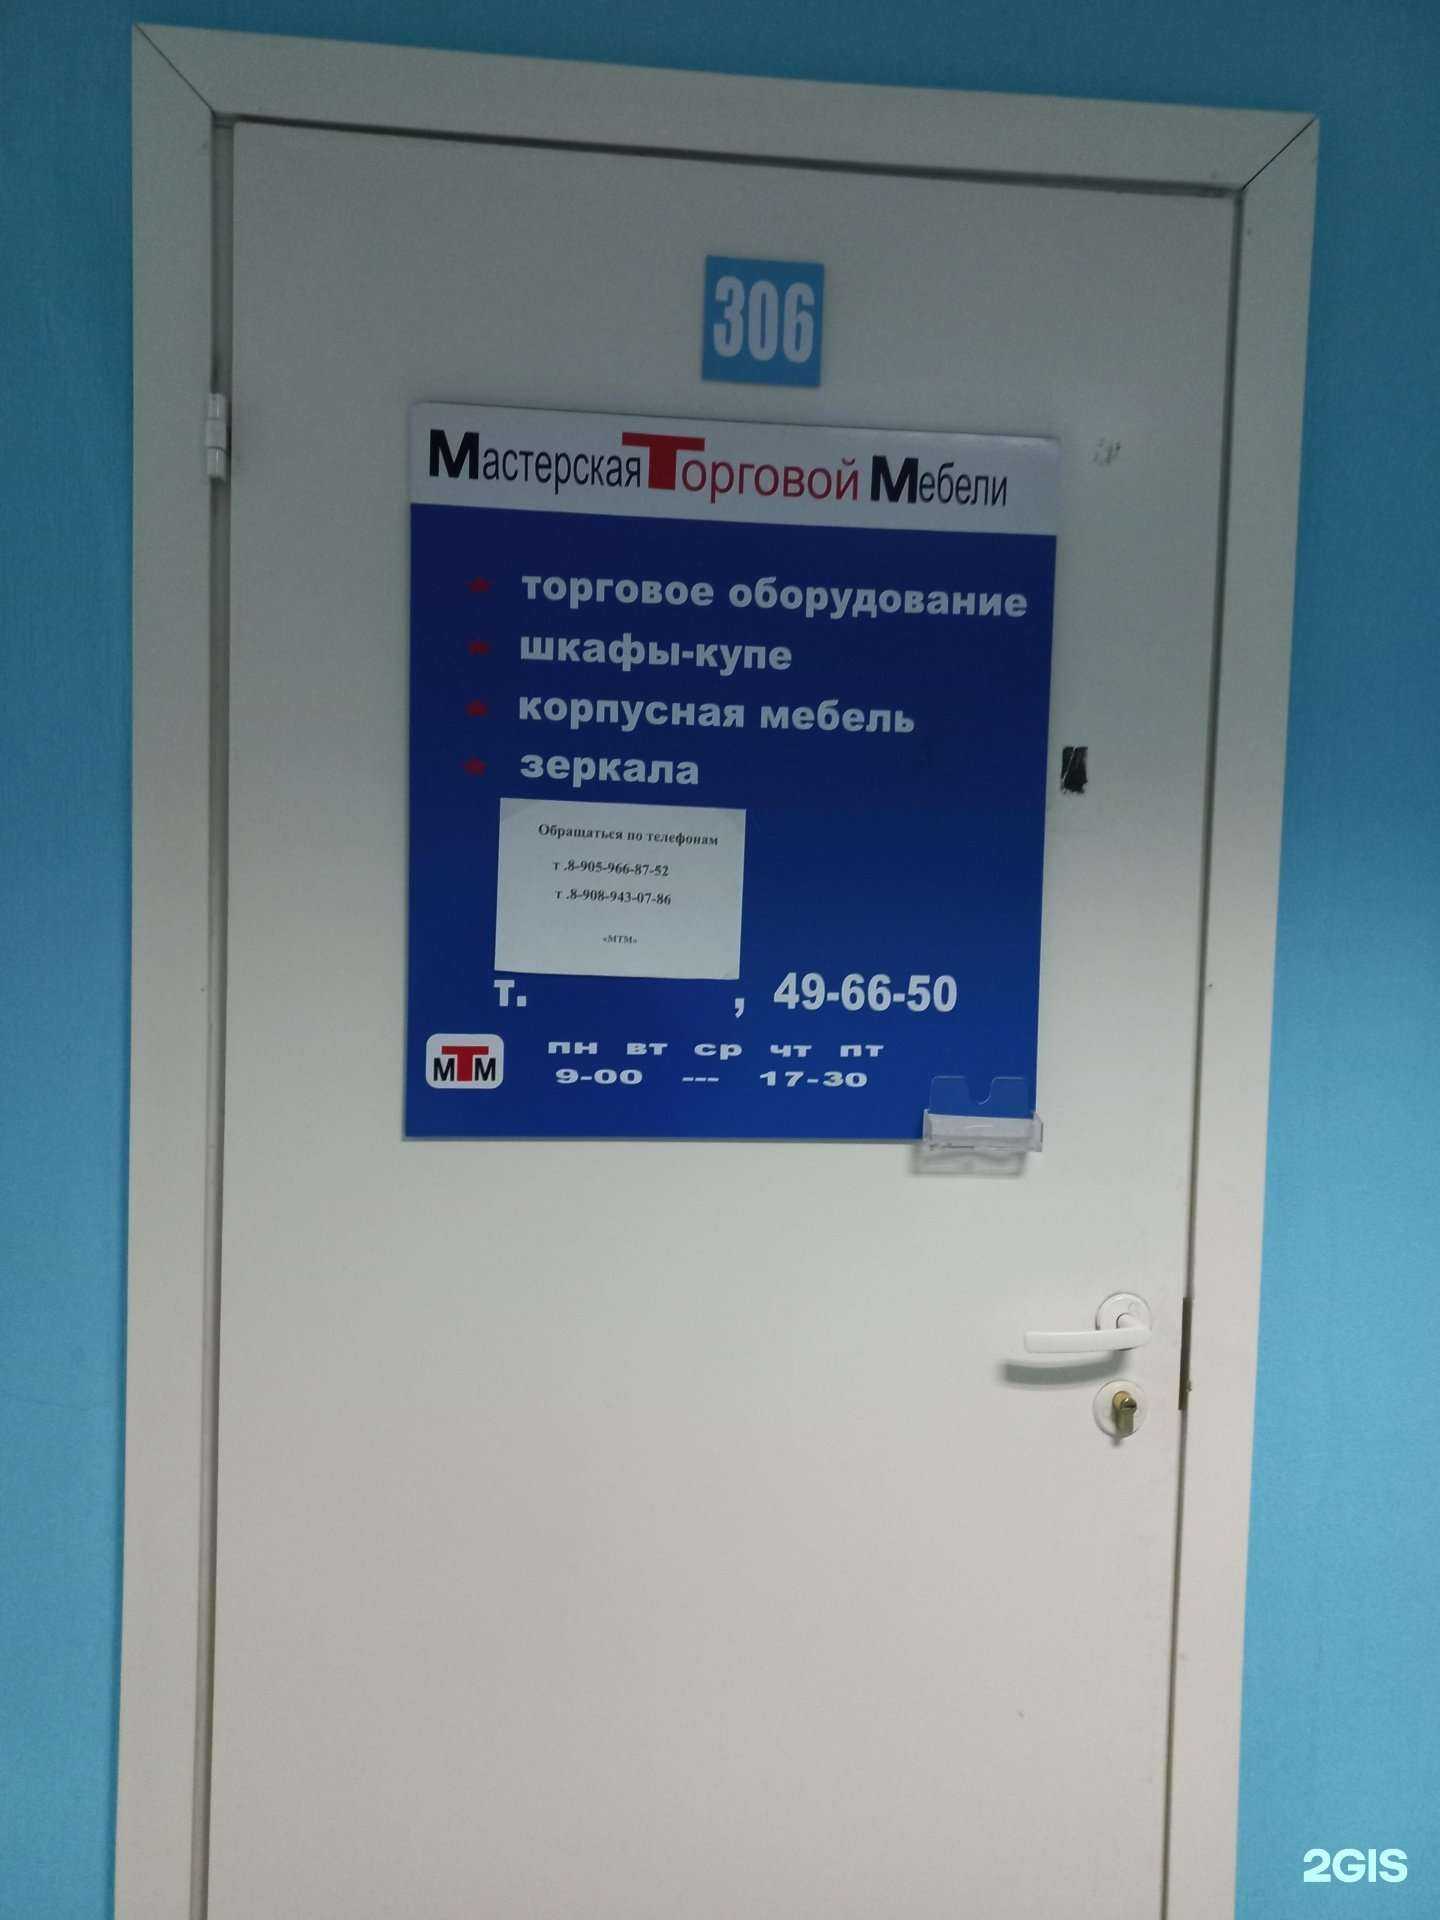 306
Мастерская Торговой Мебели
торговое оборудование
шкафы-купе
корпусная мебель
зеркала
Обращаться по телефонам
т .8-905-966-87-52
т .8-908-943-07-86
«МТМ»
т. , 49-66-50
МТМ
пн вт ср чт пт
9-00 --- 17-30
2GIS